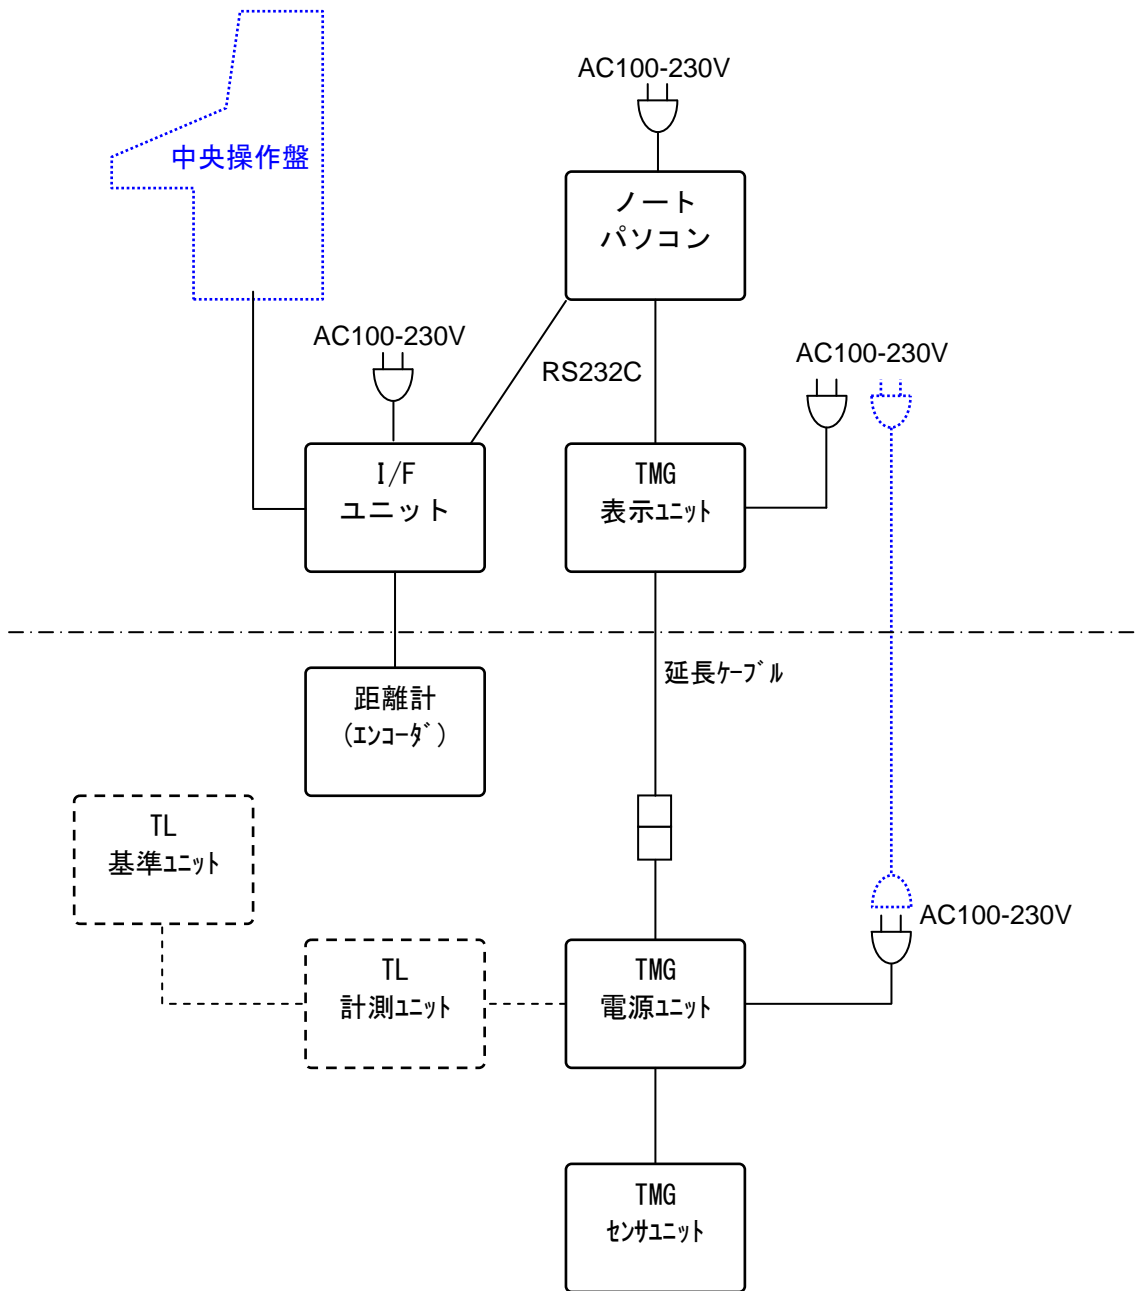 AC100-230V
中央操作盤
ノート
パソコン
AC100-230V
RS232C
AC100-230V
I/F
ユニット
TMG
表示ﾕﾆｯﾄ
延長ｹｰﾌﾞﾙ
距離計
(ｴﾝｺｰﾀﾞ)
TL
基準ﾕﾆｯﾄ
AC100-230V
TL
計測ﾕﾆｯﾄ
TMG
電源ﾕﾆｯﾄ
TMG
ｾﾝｻﾕﾆｯﾄ